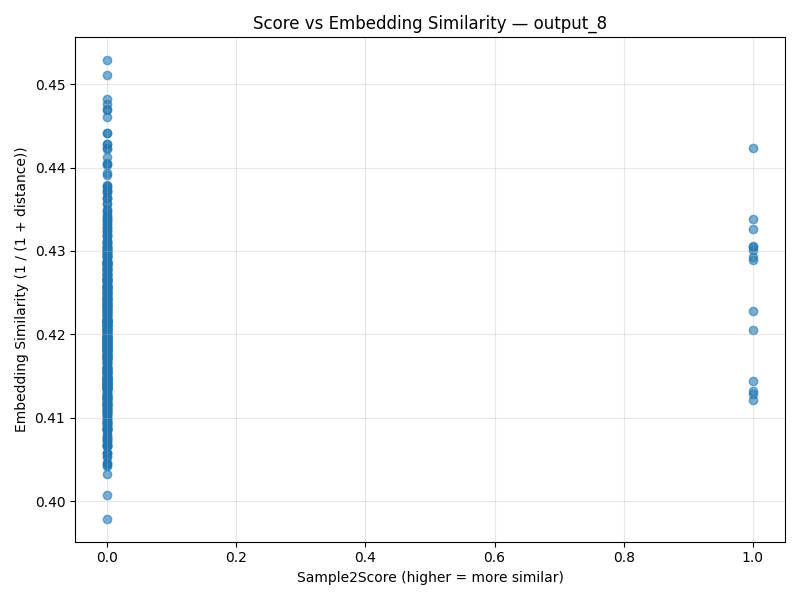 Score vs Embedding Similarity — output_8
Embedding Similarity (1 / (1 + distance))
0.45
0.44
0.43
0.42
0.41
0.40
0.0 0.2 0.4 0.6 0.8 1.0
Sample2Score (higher = more similar)